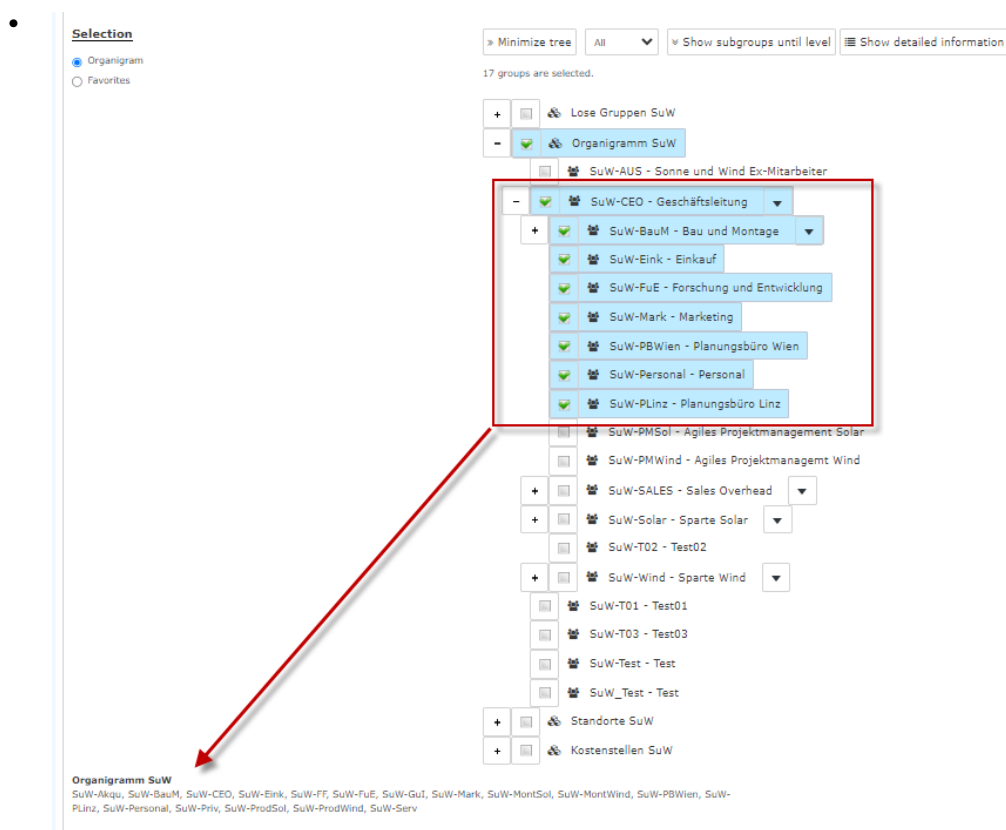 Selection
Organigram
Favorites
» Minimize tree All Show subgroups until level Show detailed information
17 groups are selected.
+ Lose Gruppen SuW
- Organigramm SuW
SuW-AUS - Sonne und Wind Ex-Mitarbeiter
- SuW-CEO - Geschäftsleitung
+ SuW-BauM - Bau und Montage
SuW-Eink - Einkauf
SuW-FuE - Forschung und Entwicklung
SuW-Mark - Marketing
SuW-PBWien - Planungsbüro Wien
SuW-Personal - Personal
SuW-PLinz - Planungsbüro Linz
SuW-PMSol - Agiles Projektmanagement Solar
SuW-PMWind - Agiles Projektmanagemt Wind
+ SuW-SALES - Sales Overhead
+ SuW-Solar - Sparte Solar
SuW-T02 - Test02
+ SuW-Wind - Sparte Wind
SuW-T01 - Test01
SuW-T03 - Test03
SuW-Test - Test
SuW_Test - Test
+ Standorte SuW
+ Kostenstellen SuW
Organigramm SuW
SuW-Akqu, SuW-BauM, SuW-CEO, SuW-Eink, SuW-FF, SuW-FuE, SuW-GuI, SuW-Mark, SuW-MontSol, SuW-MontWind, SuW-PBWien, SuW-
PLinz, SuW-Personal, SuW-Priv, SuW-ProdSol, SuW-ProdWind, SuW-Serv